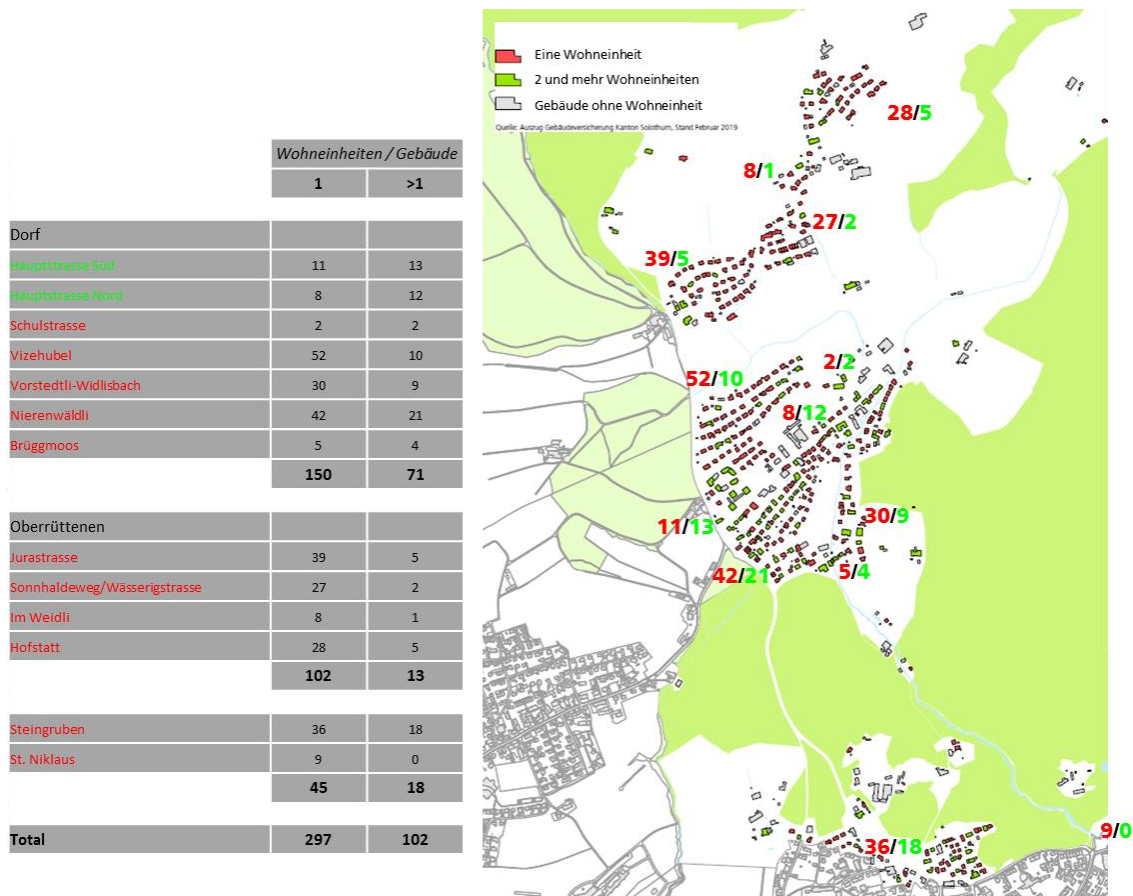 Wohneinheiten / Gebäude
1 >1
Dorf
Hauptstrasse Süd 11 13
Hauptstrasse Nord 8 12
Schulstrasse 2 2
Vizehubel 52 10
Vorstedtli-Widlisbach 30 9
Nierenwäldli 42 21
Brüggmoos 5 4
150 71
Oberrüttenen
Jurastrasse 39 5
Sonnhaldeweg/Wässerigstrasse 27 2
Im Weidli 8 1
Hofstatt 28 5
102 13
Steingruben 36 18
St. Niklaus 9 0
45 18
Total 297 102
Eine Wohneinheit
2 und mehr Wohneinheiten
Gebäude ohne Wohneinheit
Quelle: Auszug Gebäudeversicherung Kanton Solothurn, Stand Februar 2019
28/5
8/1
27/2
39/5
2/2
52/10
8/12
30/9
11/13
42/21
5/4
9/0
36/18